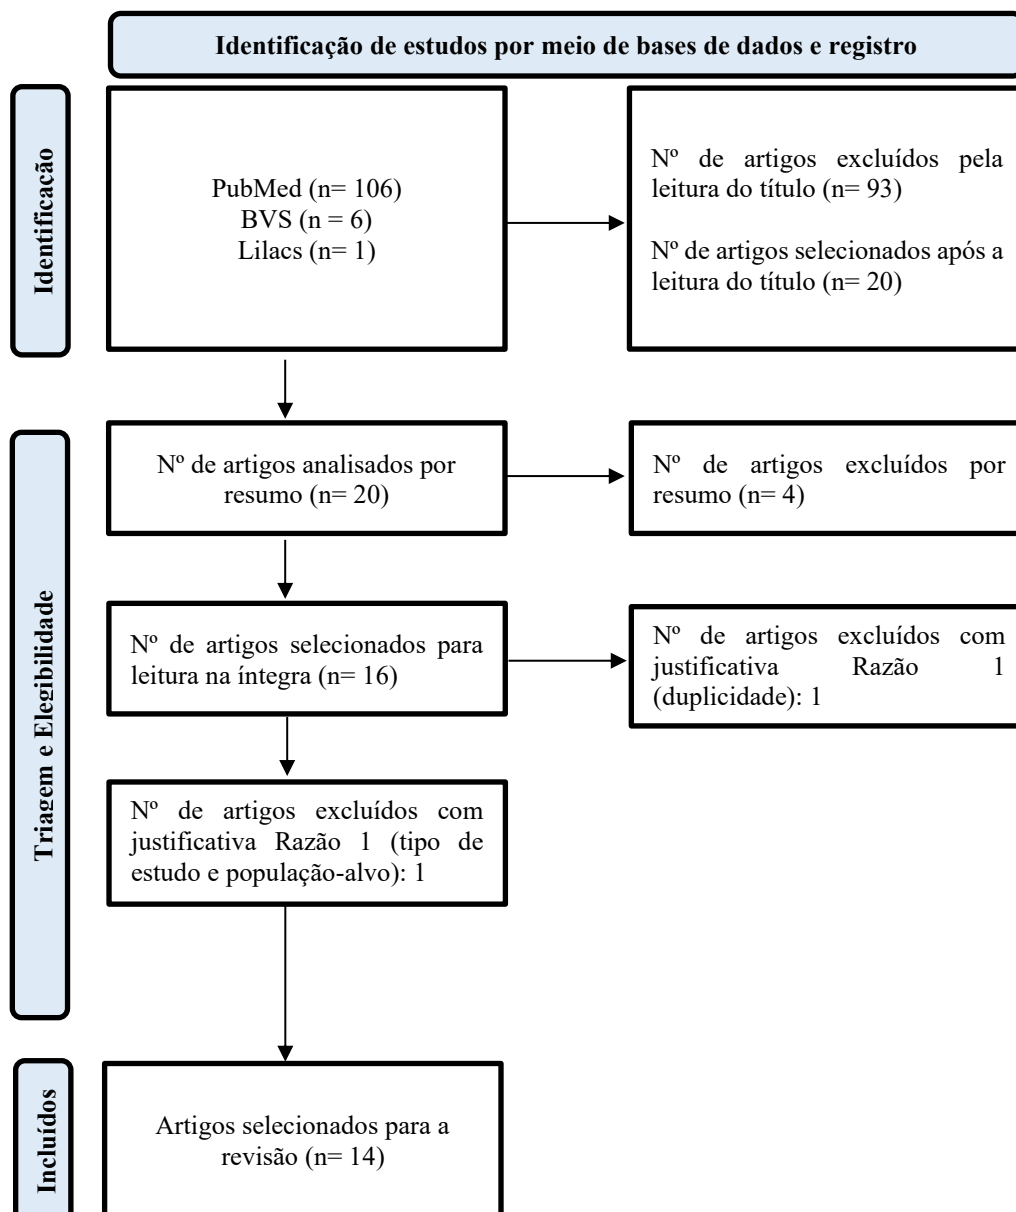 Identificação de estudos por meio de bases de dados e registro
Identificação
PubMed (n= 106)
BVS (n = 6)
Lilacs (n= 1)
Nº de artigos excluídos pela
leitura do título (n= 93)
Nº de artigos selecionados após a
leitura do título (n= 20)
Triagem e Elegibilidade
Nº de artigos analisados por
resumo (n= 20)
Nº de artigos excluídos por
resumo (n= 4)
Nº de artigos selecionados para
leitura na íntegra (n= 16)
Nº de artigos excluídos com
justificativa Razão 1
(duplicidade): 1
Nº de artigos excluídos com
justificativa Razão 1 (tipo de
estudo e população-alvo): 1
Incluídos
Artigos selecionados para a
revisão (n= 14)